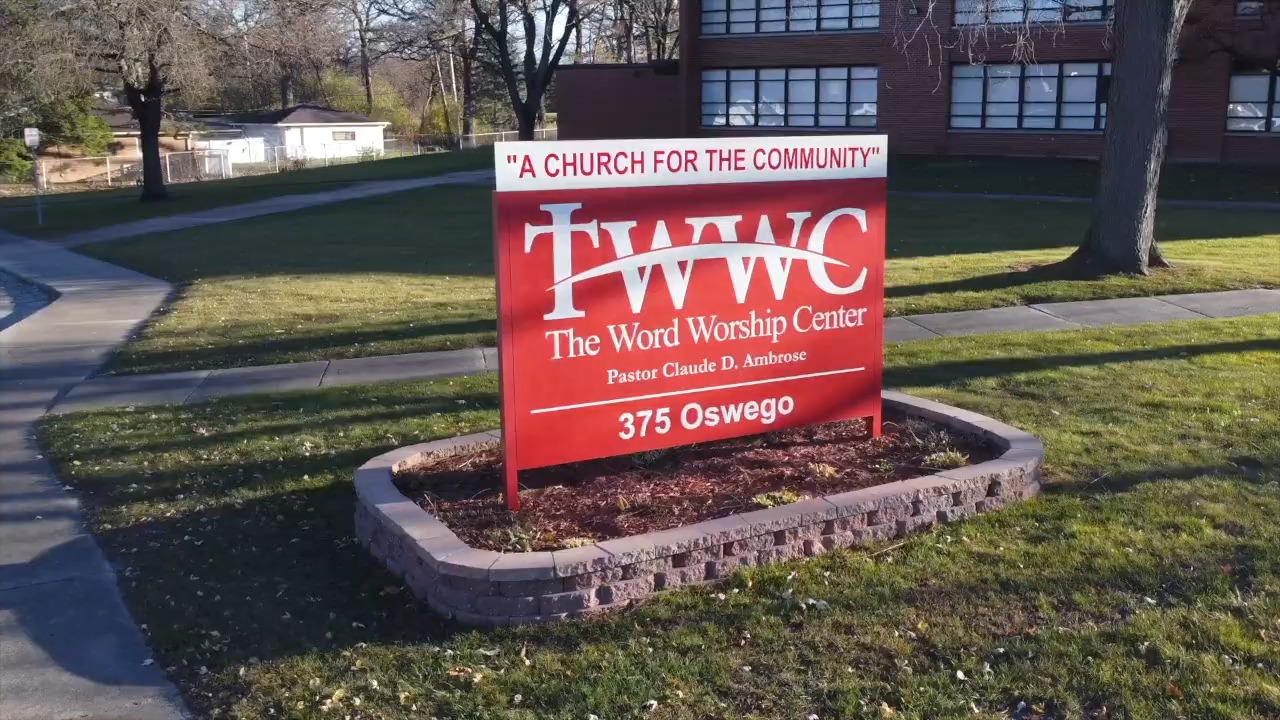 "A CHURCH FOR THE COMMUNITY"
TWWC
The Word Worship Center
Pastor Claude D. Ambrose
375 Oswego